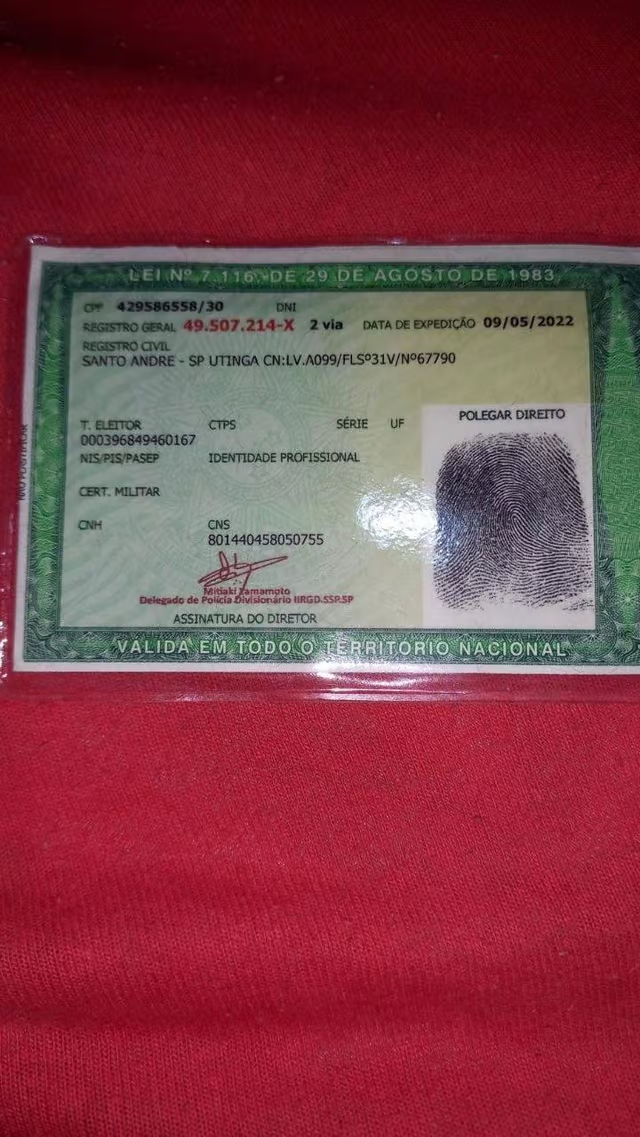 LEI Nº 7.116, DE 29 DE AGOSTO DE 1983
CPF 429586558/30 DNI
REGISTRO GERAL 49.507.214-X 2 via DATA DE EXPEDIÇÃO 09/05/2022
REGISTRO CIVIL
SANTO ANDRE - SP UTINGA CN:LV.A099/FLSº31V/Nº67790
POLEGAR DIREITO
T. ELEITOR CTPS SÉRIE UF
000396849460167
NIS/PIS/PASEP IDENTIDADE PROFISSIONAL
CERT. MILITAR
CNH CNS
801440458050755
Mitiaki Yamamoto
Delegado de Polícia Divisionário IIRGD.SSP.SP
ASSINATURA DO DIRETOR
VÁLIDA EM TODO O TERRITÓRIO NACIONAL